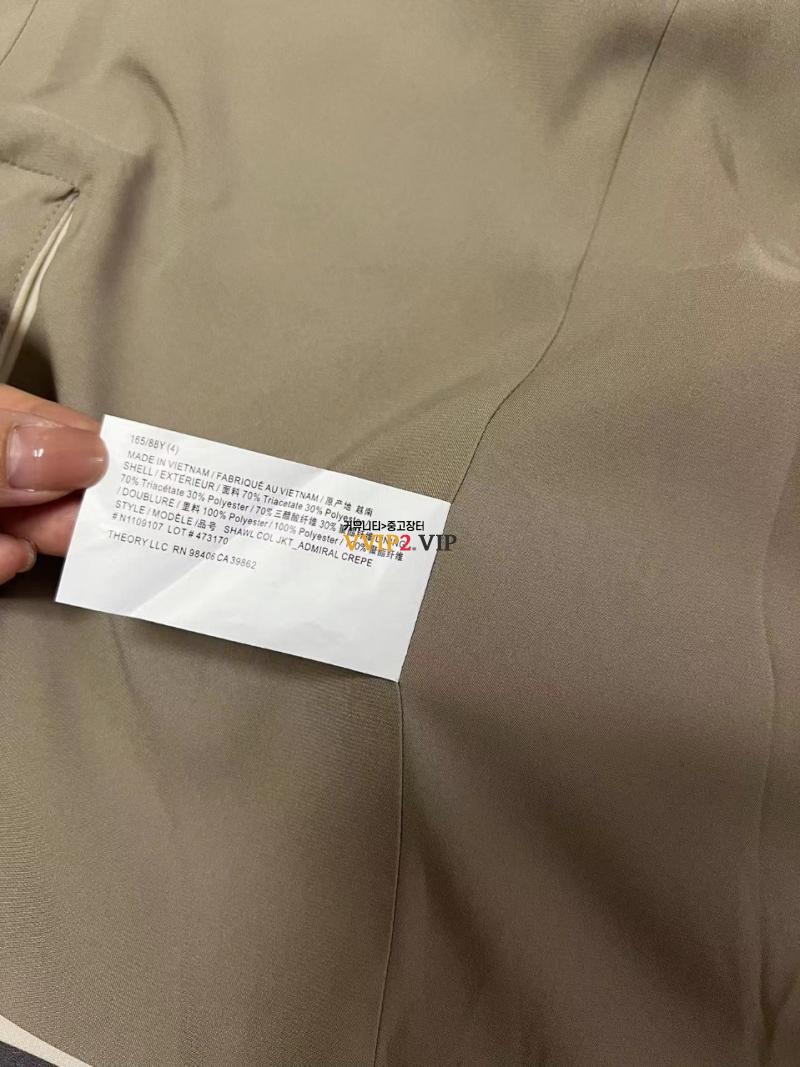 165/88Y (4)
MADE IN VIETNAM / FABRIQUÉ AU VIETNAM / 原产地 越南
SHELL / EXTERIEUR / 面料 70% Triacetate 30% Polyester
70% Triacétate 30% Polyester / 70% 三醋酸纤维 30% LINING
/ DOUBLURE / 里料 100% Polyester / 100% Polyester / 聚酯纤维
STYLE / MODÈLE / 品号 SHAWL COL JKT_ADMIRAL CREPE
# N1109107 LOT # 473170
THEORY LLC RN 98406 CA 39862
커뮤니티>중고장터
VVIP2.VIP